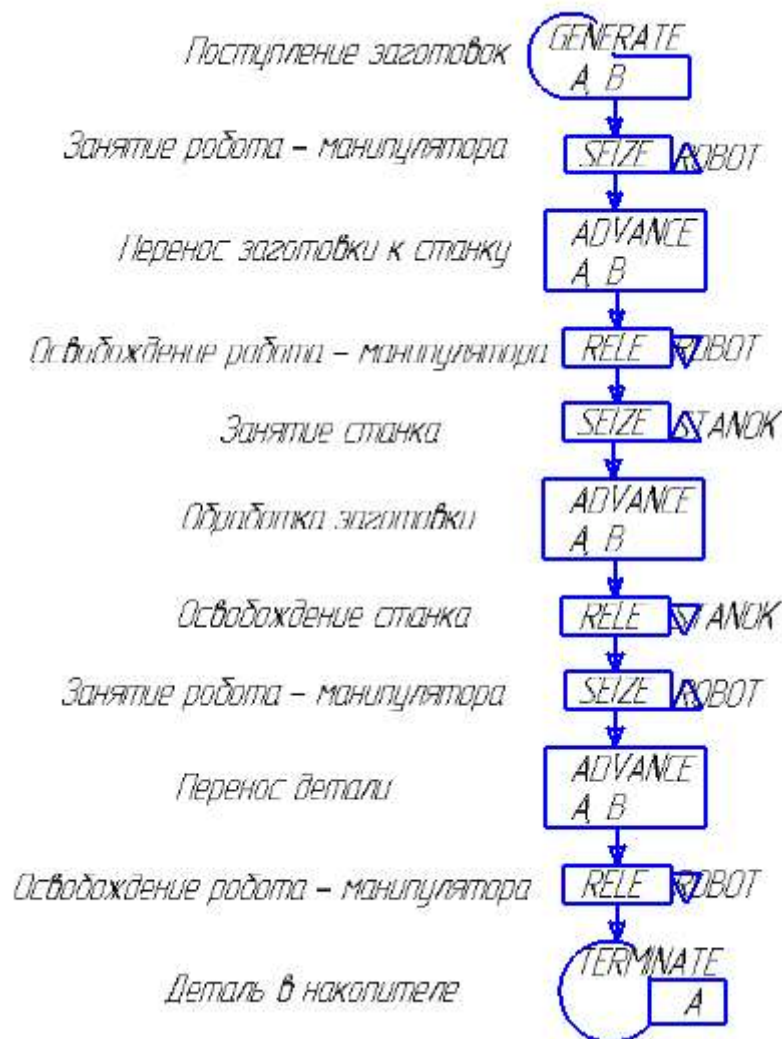 Поступление заготовок
GENERATE
A, B
Занятие робота - манипулятора
SEIZE ROBOT
Перенос заготовки к станку
ADVANCE
A, B
Освобождение робота - манипулятора
RELE ROBOT
Занятие станка
SEIZE STANOK
Обработка заготовки
ADVANCE
A, B
Освобождение станка
RELE STANOK
Занятие робота - манипулятора
SEIZE ROBOT
Перенос детали
ADVANCE
A, B
Освобождение робота - манипулятора
RELE ROBOT
Деталь в накопителе
TERMINATE
A